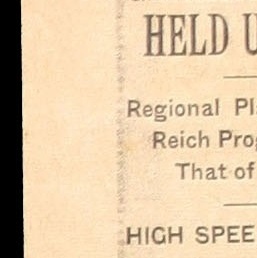 HELD U
Regional Pl
Reich Prog
That of
HIGH SPEE